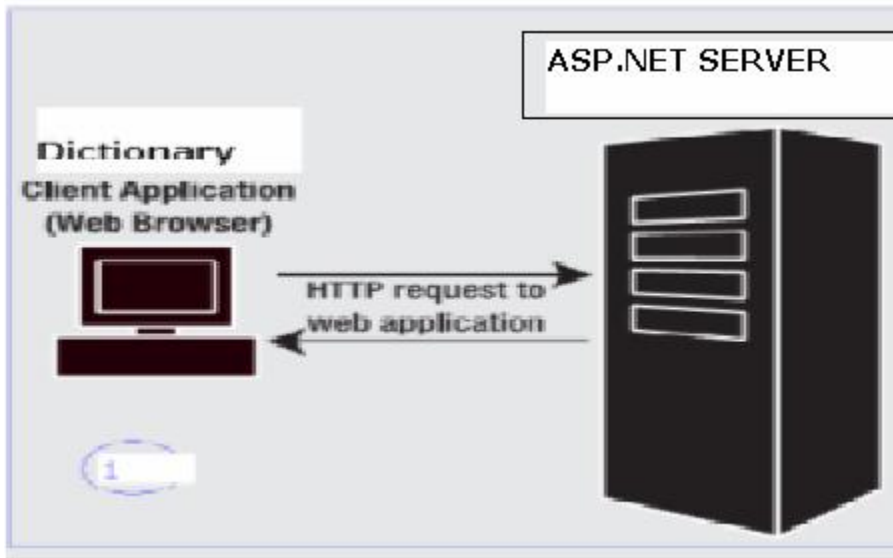 ASP.NET SERVER
Dictionary
Client Application
(Web Browser)
HTTP request to
web application
1